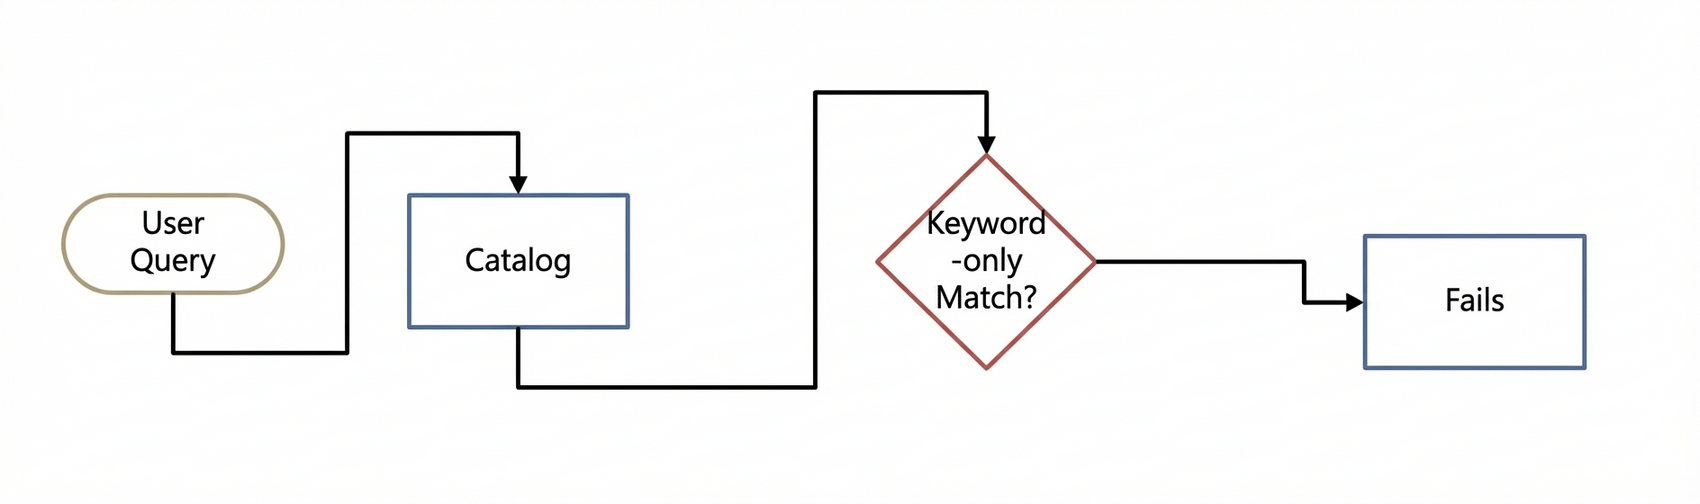 User
Query
Catalog
Keyword
-only
Match?
Fails